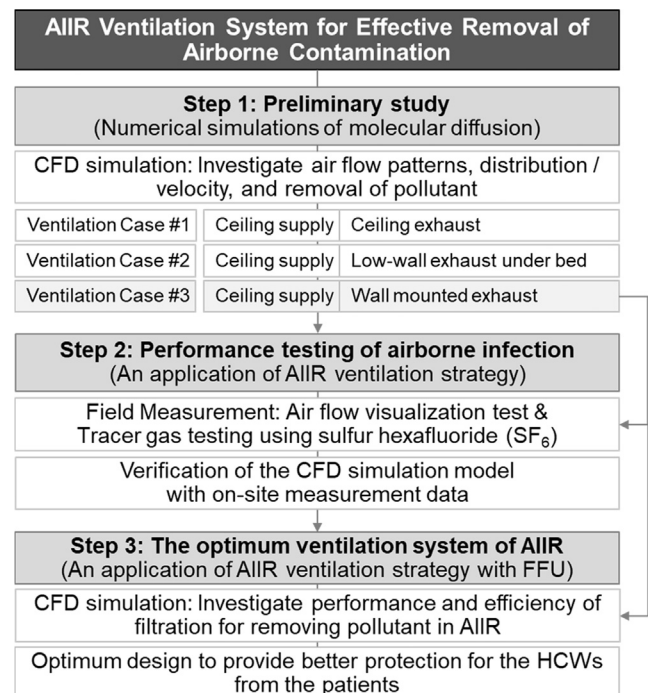 AIIR Ventilation System for Effective Removal of
Airborne Contamination
Step 1: Preliminary study
(Numerical simulations of molecular diffusion)
CFD simulation: Investigate air flow patterns, distribution /
velocity, and removal of pollutant
Ventilation Case #1 Ceiling supply Ceiling exhaust
Ventilation Case #2 Ceiling supply Low-wall exhaust under bed
Ventilation Case #3 Ceiling supply Wall mounted exhaust
Step 2: Performance testing of airborne infection
(An application of AIIR ventilation strategy)
Field Measurement: Air flow visualization test &
Tracer gas testing using sulfur hexafluoride (SF₆)
Verification of the CFD simulation model
with on-site measurement data
Step 3: The optimum ventilation system of AIIR
(An application of AIIR ventilation strategy with FFU)
CFD simulation: Investigate performance and efficiency of
filtration for removing pollutant in AIIR
Optimum design to provide better protection for the HCWs
from the patients